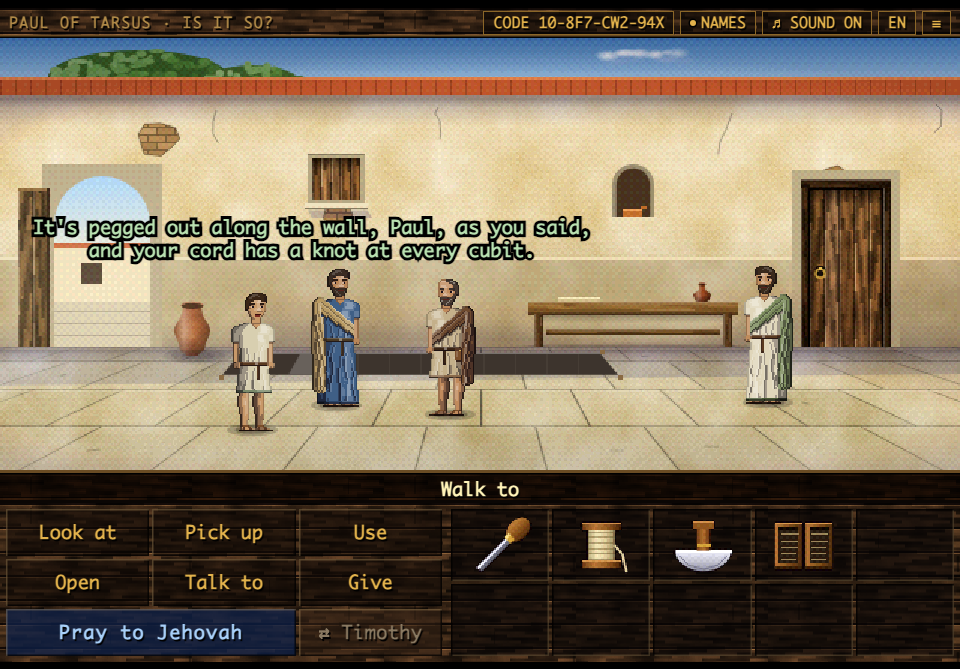 PAUL OF TARSUS · IS IT SO?
CODE 10-8F7-CW2-94X
● NAMES
♬ SOUND ON
EN
≡
It's pegged out along the wall, Paul, as you said,
and your cord has a knot at every cubit.
Walk to
Look at
Pick up
Use
Open
Talk to
Give
Pray to Jehovah
⇄ Timothy